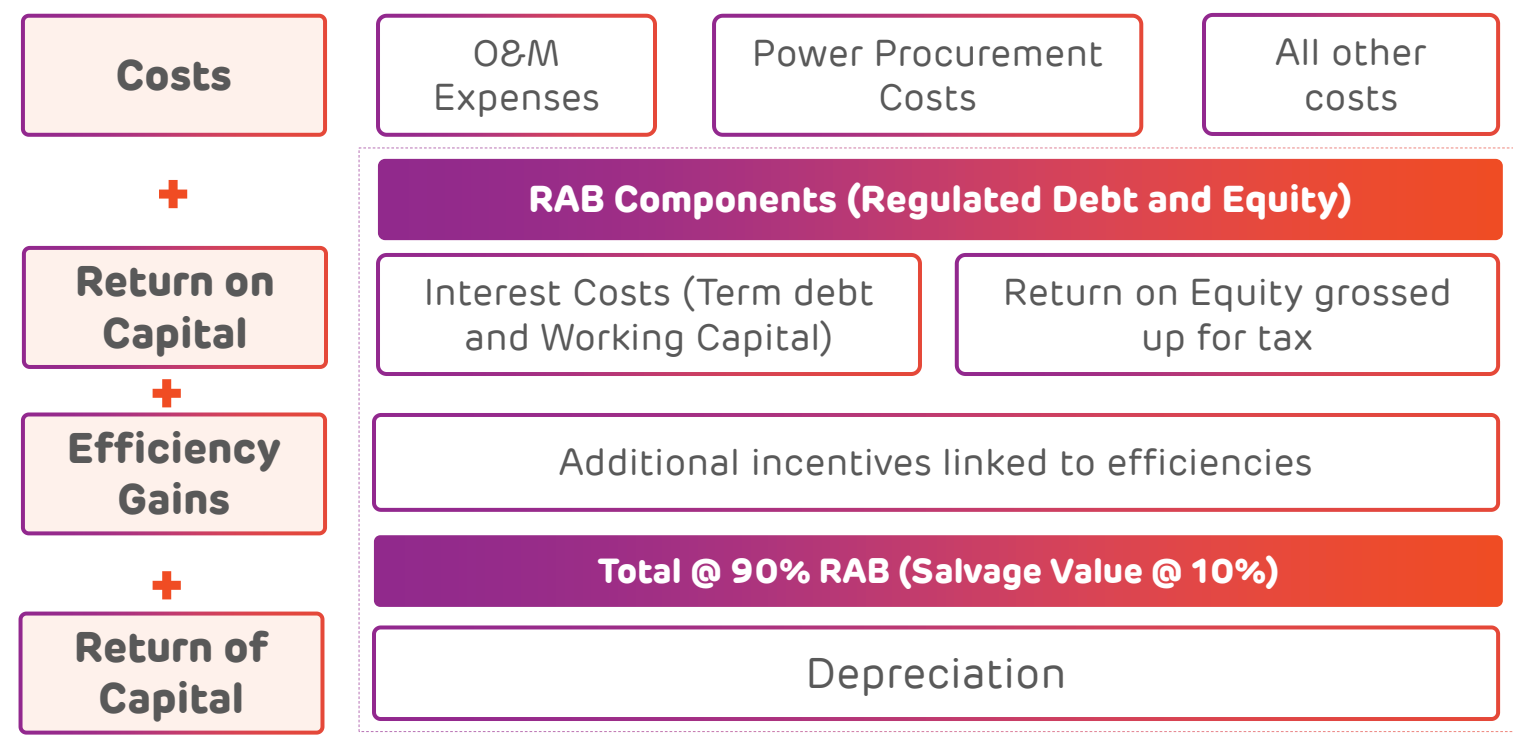 Costs
O&M
Expenses
Power Procurement
Costs
All other
costs
+
RAB Components (Regulated Debt and Equity)
Return on
Capital
Interest Costs (Term debt
and Working Capital)
Return on Equity grossed
up for tax
+
Efficiency
Gains
Additional incentives linked to efficiencies
+
Total @ 90% RAB (Salvage Value @ 10%)
Return of
Capital
Depreciation